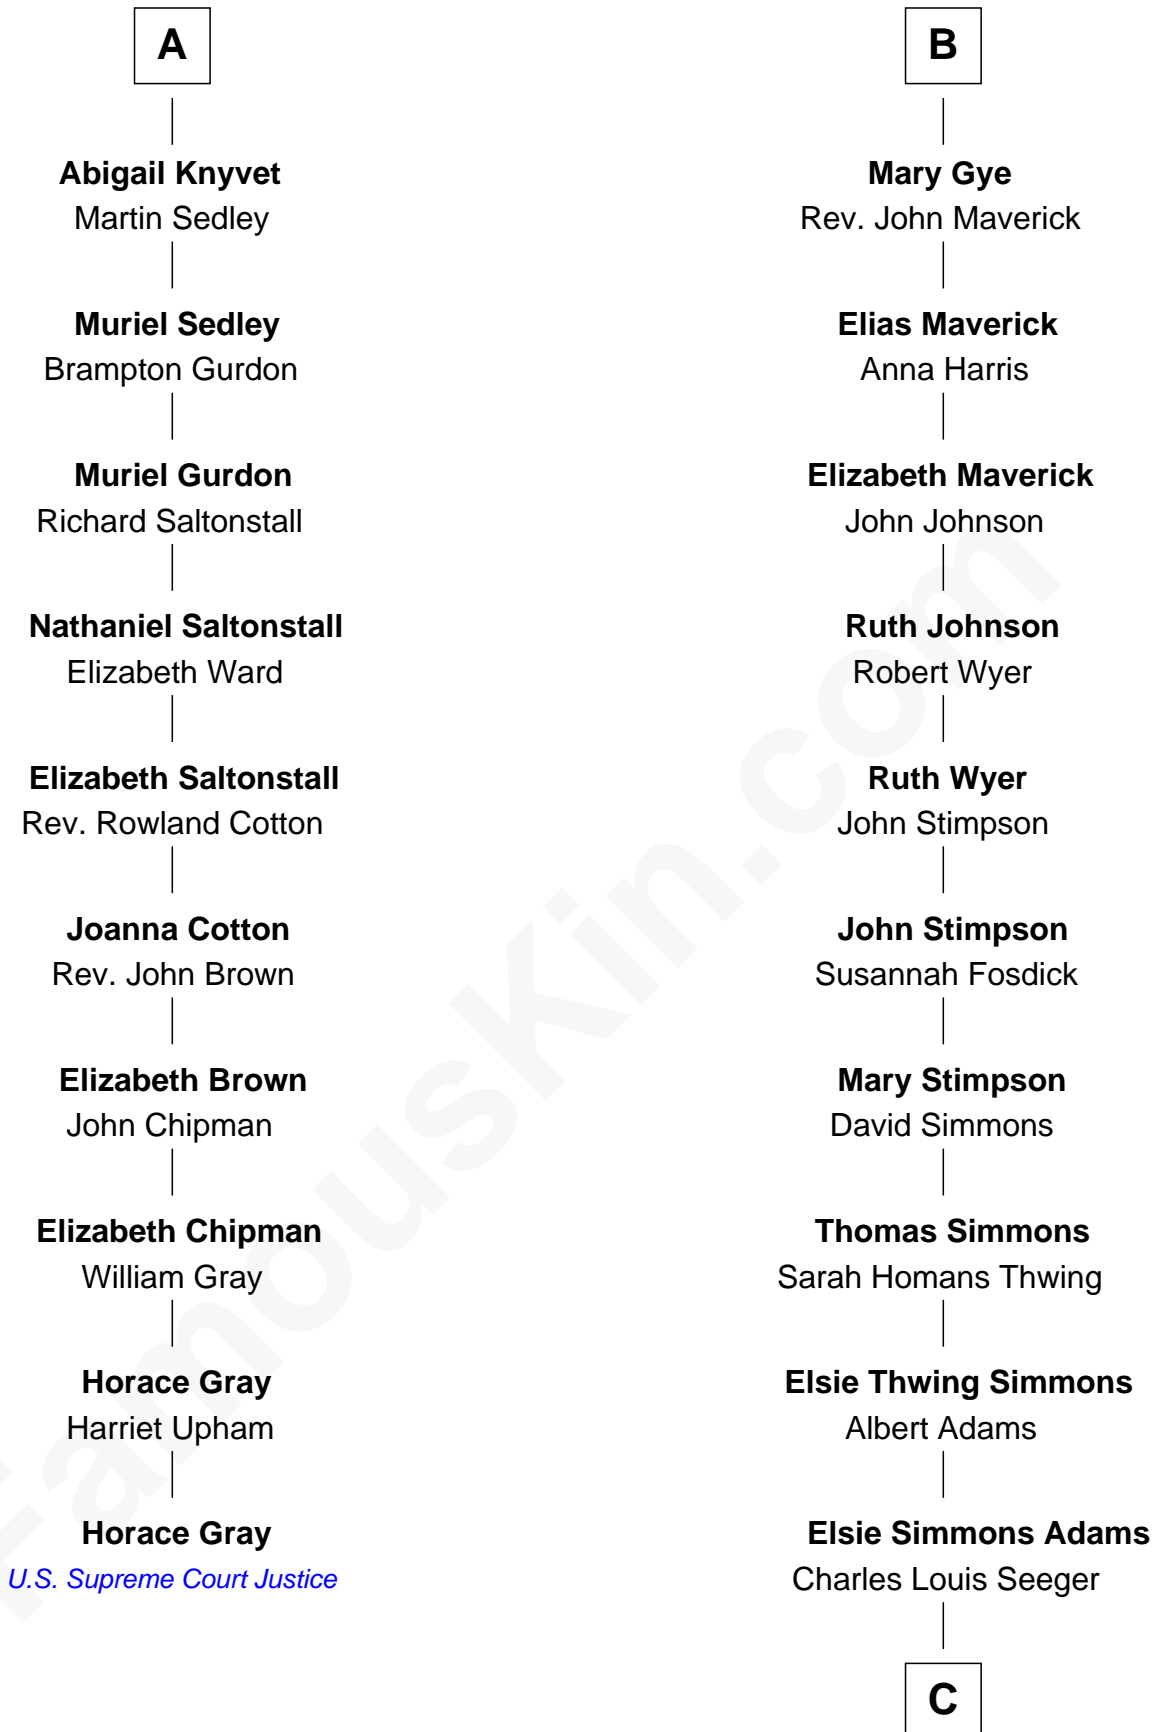 A
Abigail Knyvet
Martin Sedley
Muriel Sedley
Brampton Gurdon
Muriel Gurdon
Richard Saltonstall
Nathaniel Saltonstall
Elizabeth Ward
Elizabeth Saltonstall
Rev. Rowland Cotton
Joanna Cotton
Rev. John Brown
Elizabeth Brown
John Chipman
Elizabeth Chipman
William Gray
Horace Gray
Harriet Upham
Horace Gray
U.S. Supreme Court Justice
B
Mary Gye
Rev. John Maverick
Elias Maverick
Anna Harris
Elizabeth Maverick
John Johnson
Ruth Johnson
Robert Wyer
Ruth Wyer
John Stimpson
John Stimpson
Susannah Fosdick
Mary Stimpson
David Simmons
Thomas Simmons
Sarah Homans Thwing
Elsie Thwing Simmons
Albert Adams
Elsie Simmons Adams
Charles Louis Seeger
C
FamousKin.com